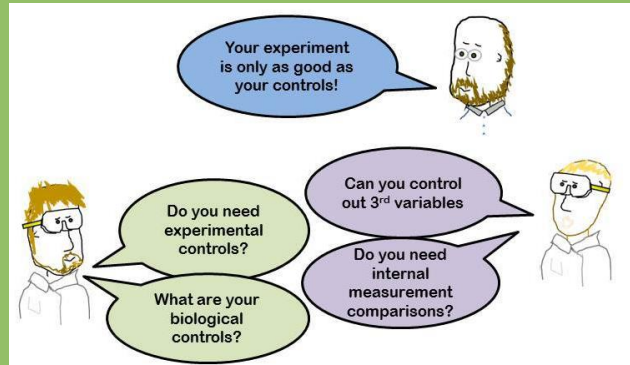 Your experiment
is only as good as
your controls!
Do you need
experimental
controls?
What are your
biological
controls?
Can you control
out 3rd variables
Do you need
internal
measurement
comparisons?